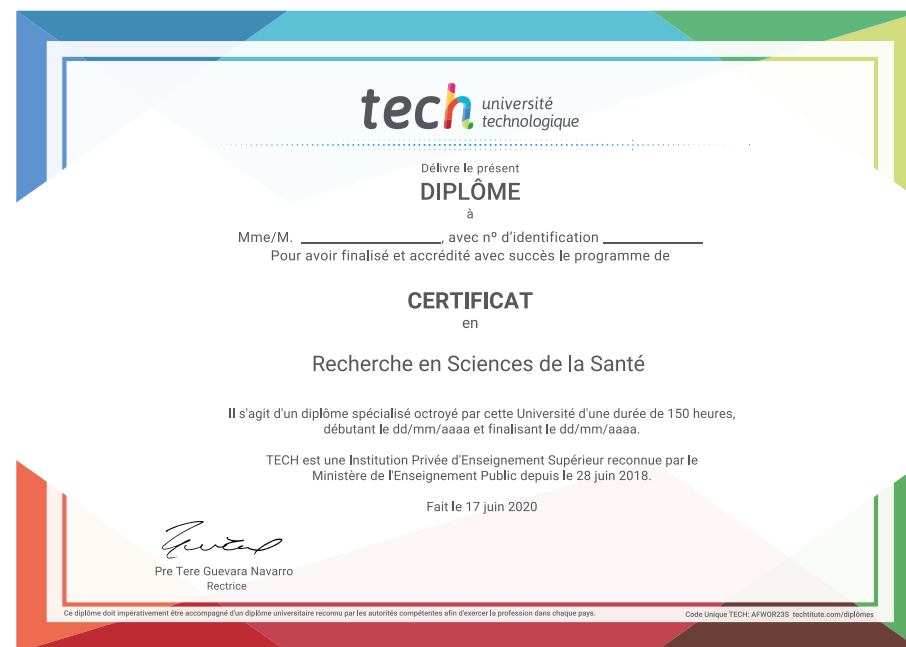 tech université
technologique
Délivre le présent
DIPLÔME
à
Mme/M. ____________________, avec nº d'identification ______________
Pour avoir finalisé et accrédité avec succès le programme de
CERTIFICAT
en
Recherche en Sciences de la Santé
Il s'agit d'un diplôme spécialisé octroyé par cette Université d'une durée de 150 heures,
débutant le dd/mm/aaaa et finalisant le dd/mm/aaaa.
TECH est une Institution Privée d'Enseignement Supérieur reconnue par le
Ministère de l'Enseignement Public depuis le 28 juin 2018.
Fait le 17 juin 2020
Pre Tere Guevara Navarro
Rectrice
Ce diplôme doit impérativement être accompagné d'un diplôme universitaire reconnu par les autorités compétentes afin d'exercer la profession dans chaque pays.
Code Unique TECH: AFWOR23S techtitute.com/diplômes